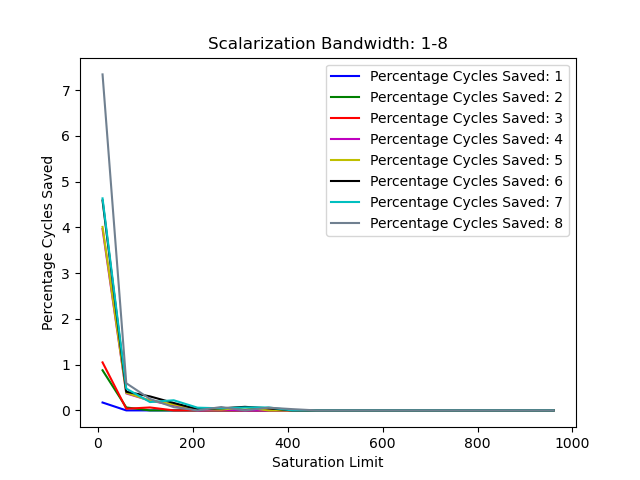 Scalarization Bandwidth: 1-8
Percentage Cycles Saved: 1
Percentage Cycles Saved: 2
Percentage Cycles Saved: 3
Percentage Cycles Saved: 4
Percentage Cycles Saved: 5
Percentage Cycles Saved: 6
Percentage Cycles Saved: 7
Percentage Cycles Saved: 8
Percentage Cycles Saved
7
6
5
4
3
2
1
0
0 200 400 600 800 1000
Saturation Limit